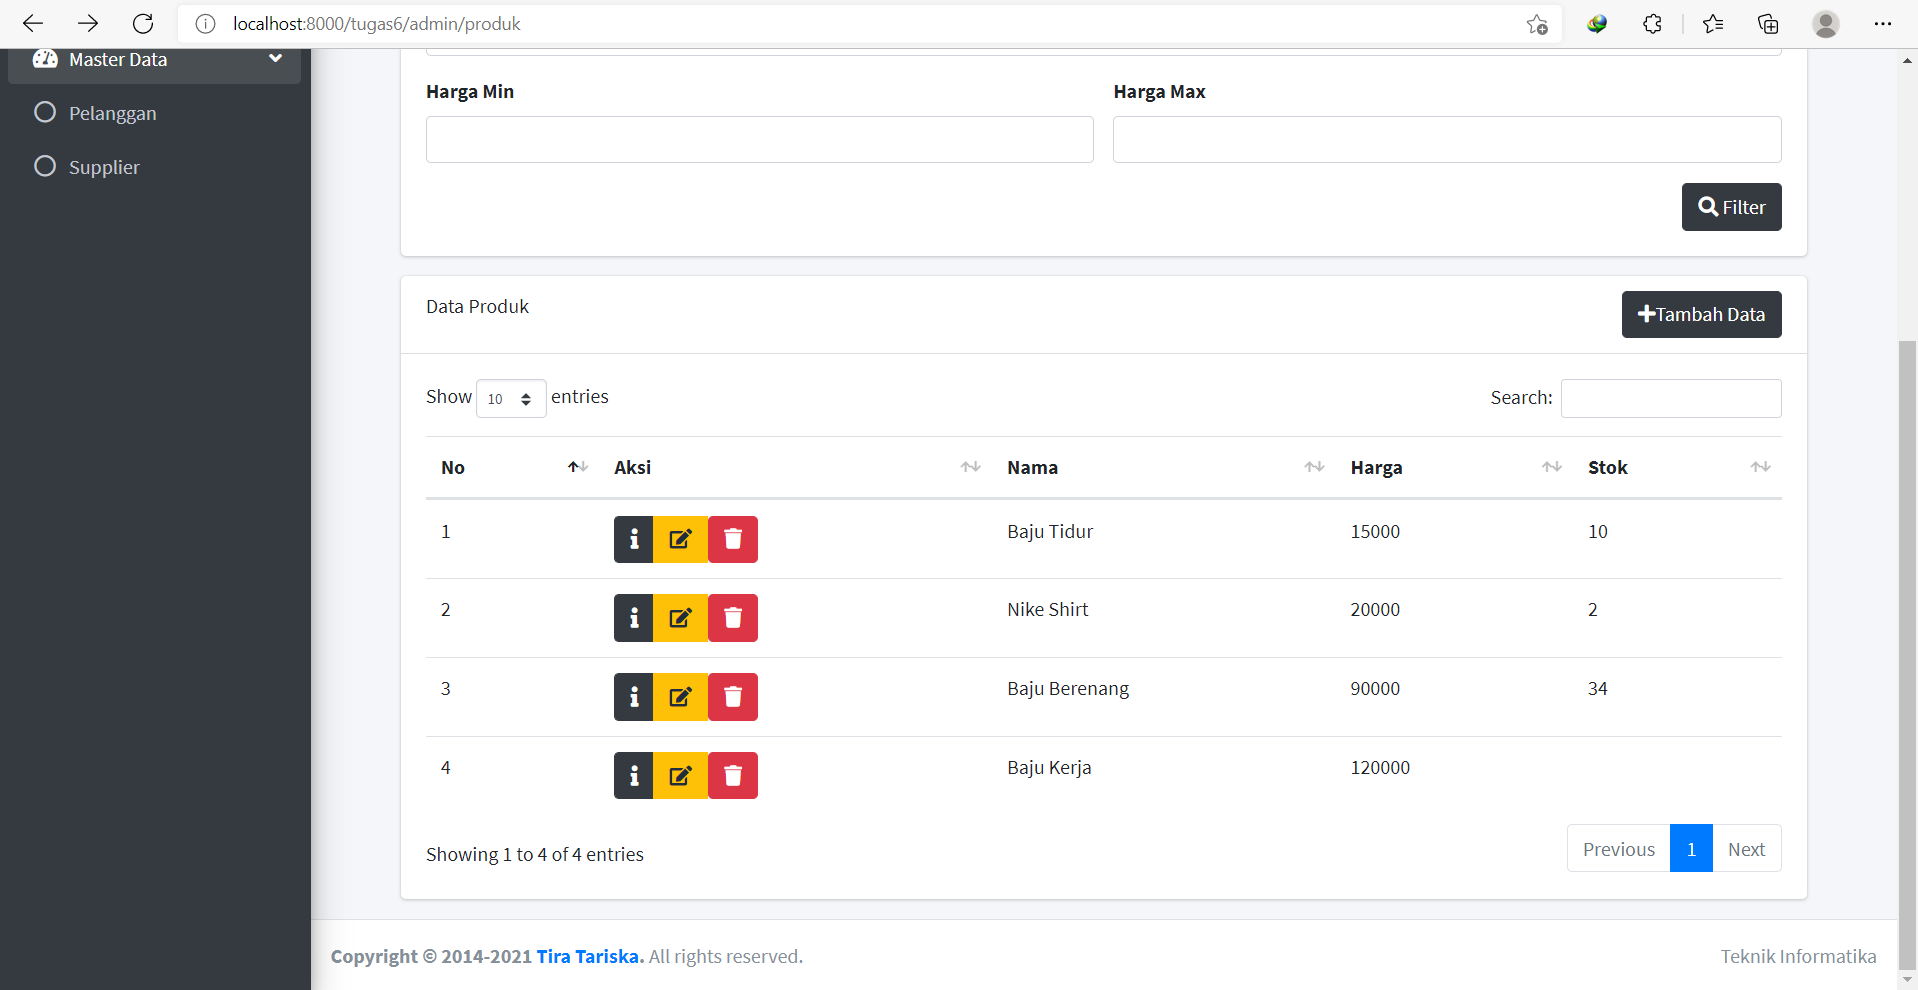 localhost:8000/tugas6/admin/produk
Master Data
Pelanggan
Supplier
Harga Min Harga Max
Filter
Data Produk Tambah Data
Show 10 entries Search:
No Aksi Nama Harga Stok
1 Baju Tidur 15000 10
2 Nike Shirt 20000 2
3 Baju Berenang 90000 34
4 Baju Kerja 120000
Showing 1 to 4 of 4 entries Previous 1 Next
Copyright © 2014-2021 Tira Tariska. All rights reserved. Teknik Informatika